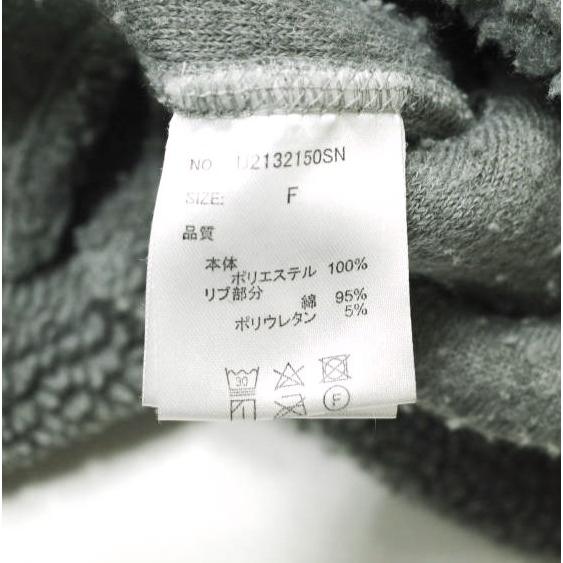 NO U2132150SN
SIZE: F
品質
本体
ポリエステル 100%
リブ部分
綿 95%
ポリウレタン 5%
30
F